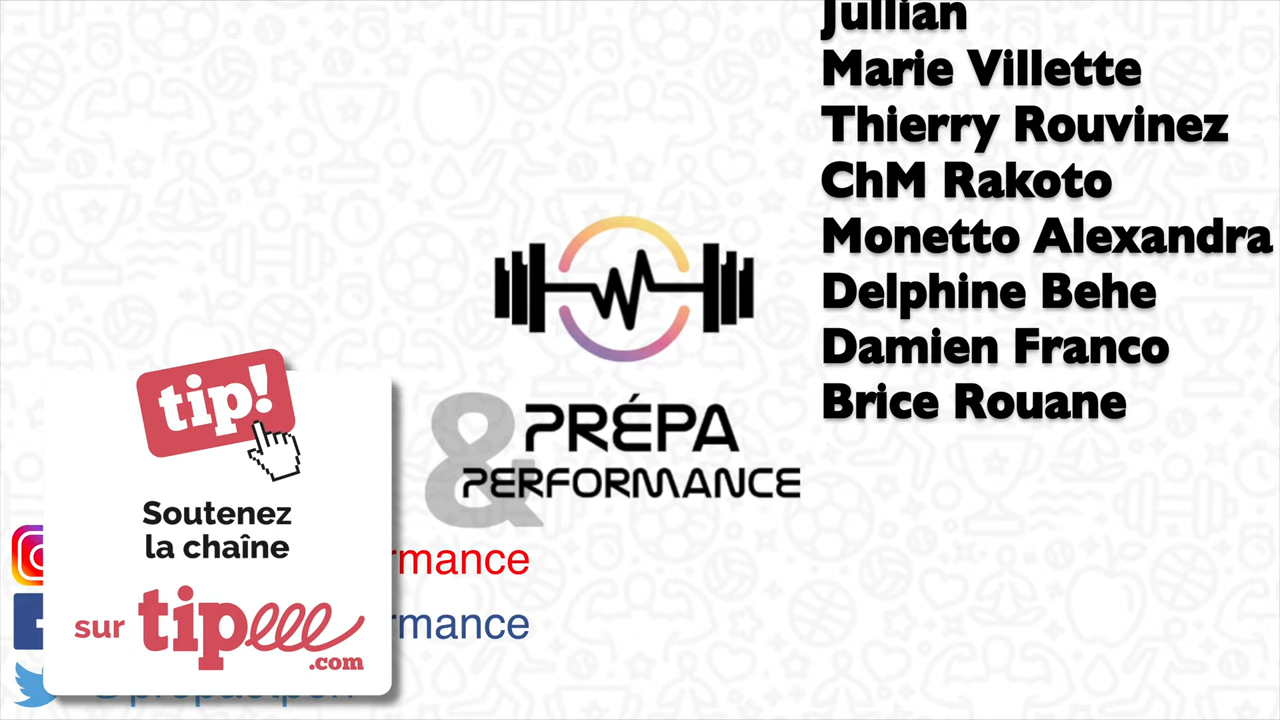 Jullian
Marie Villette
Thierry Rouvinez
ChM Rakoto
Monetto Alexandra
Delphine Behe
Damien Franco
Brice Rouane
&
PRÉPA
PERFORMANCE
tip!
Soutenez
la chaîne
sur tipeee
.com
rmance
rmance